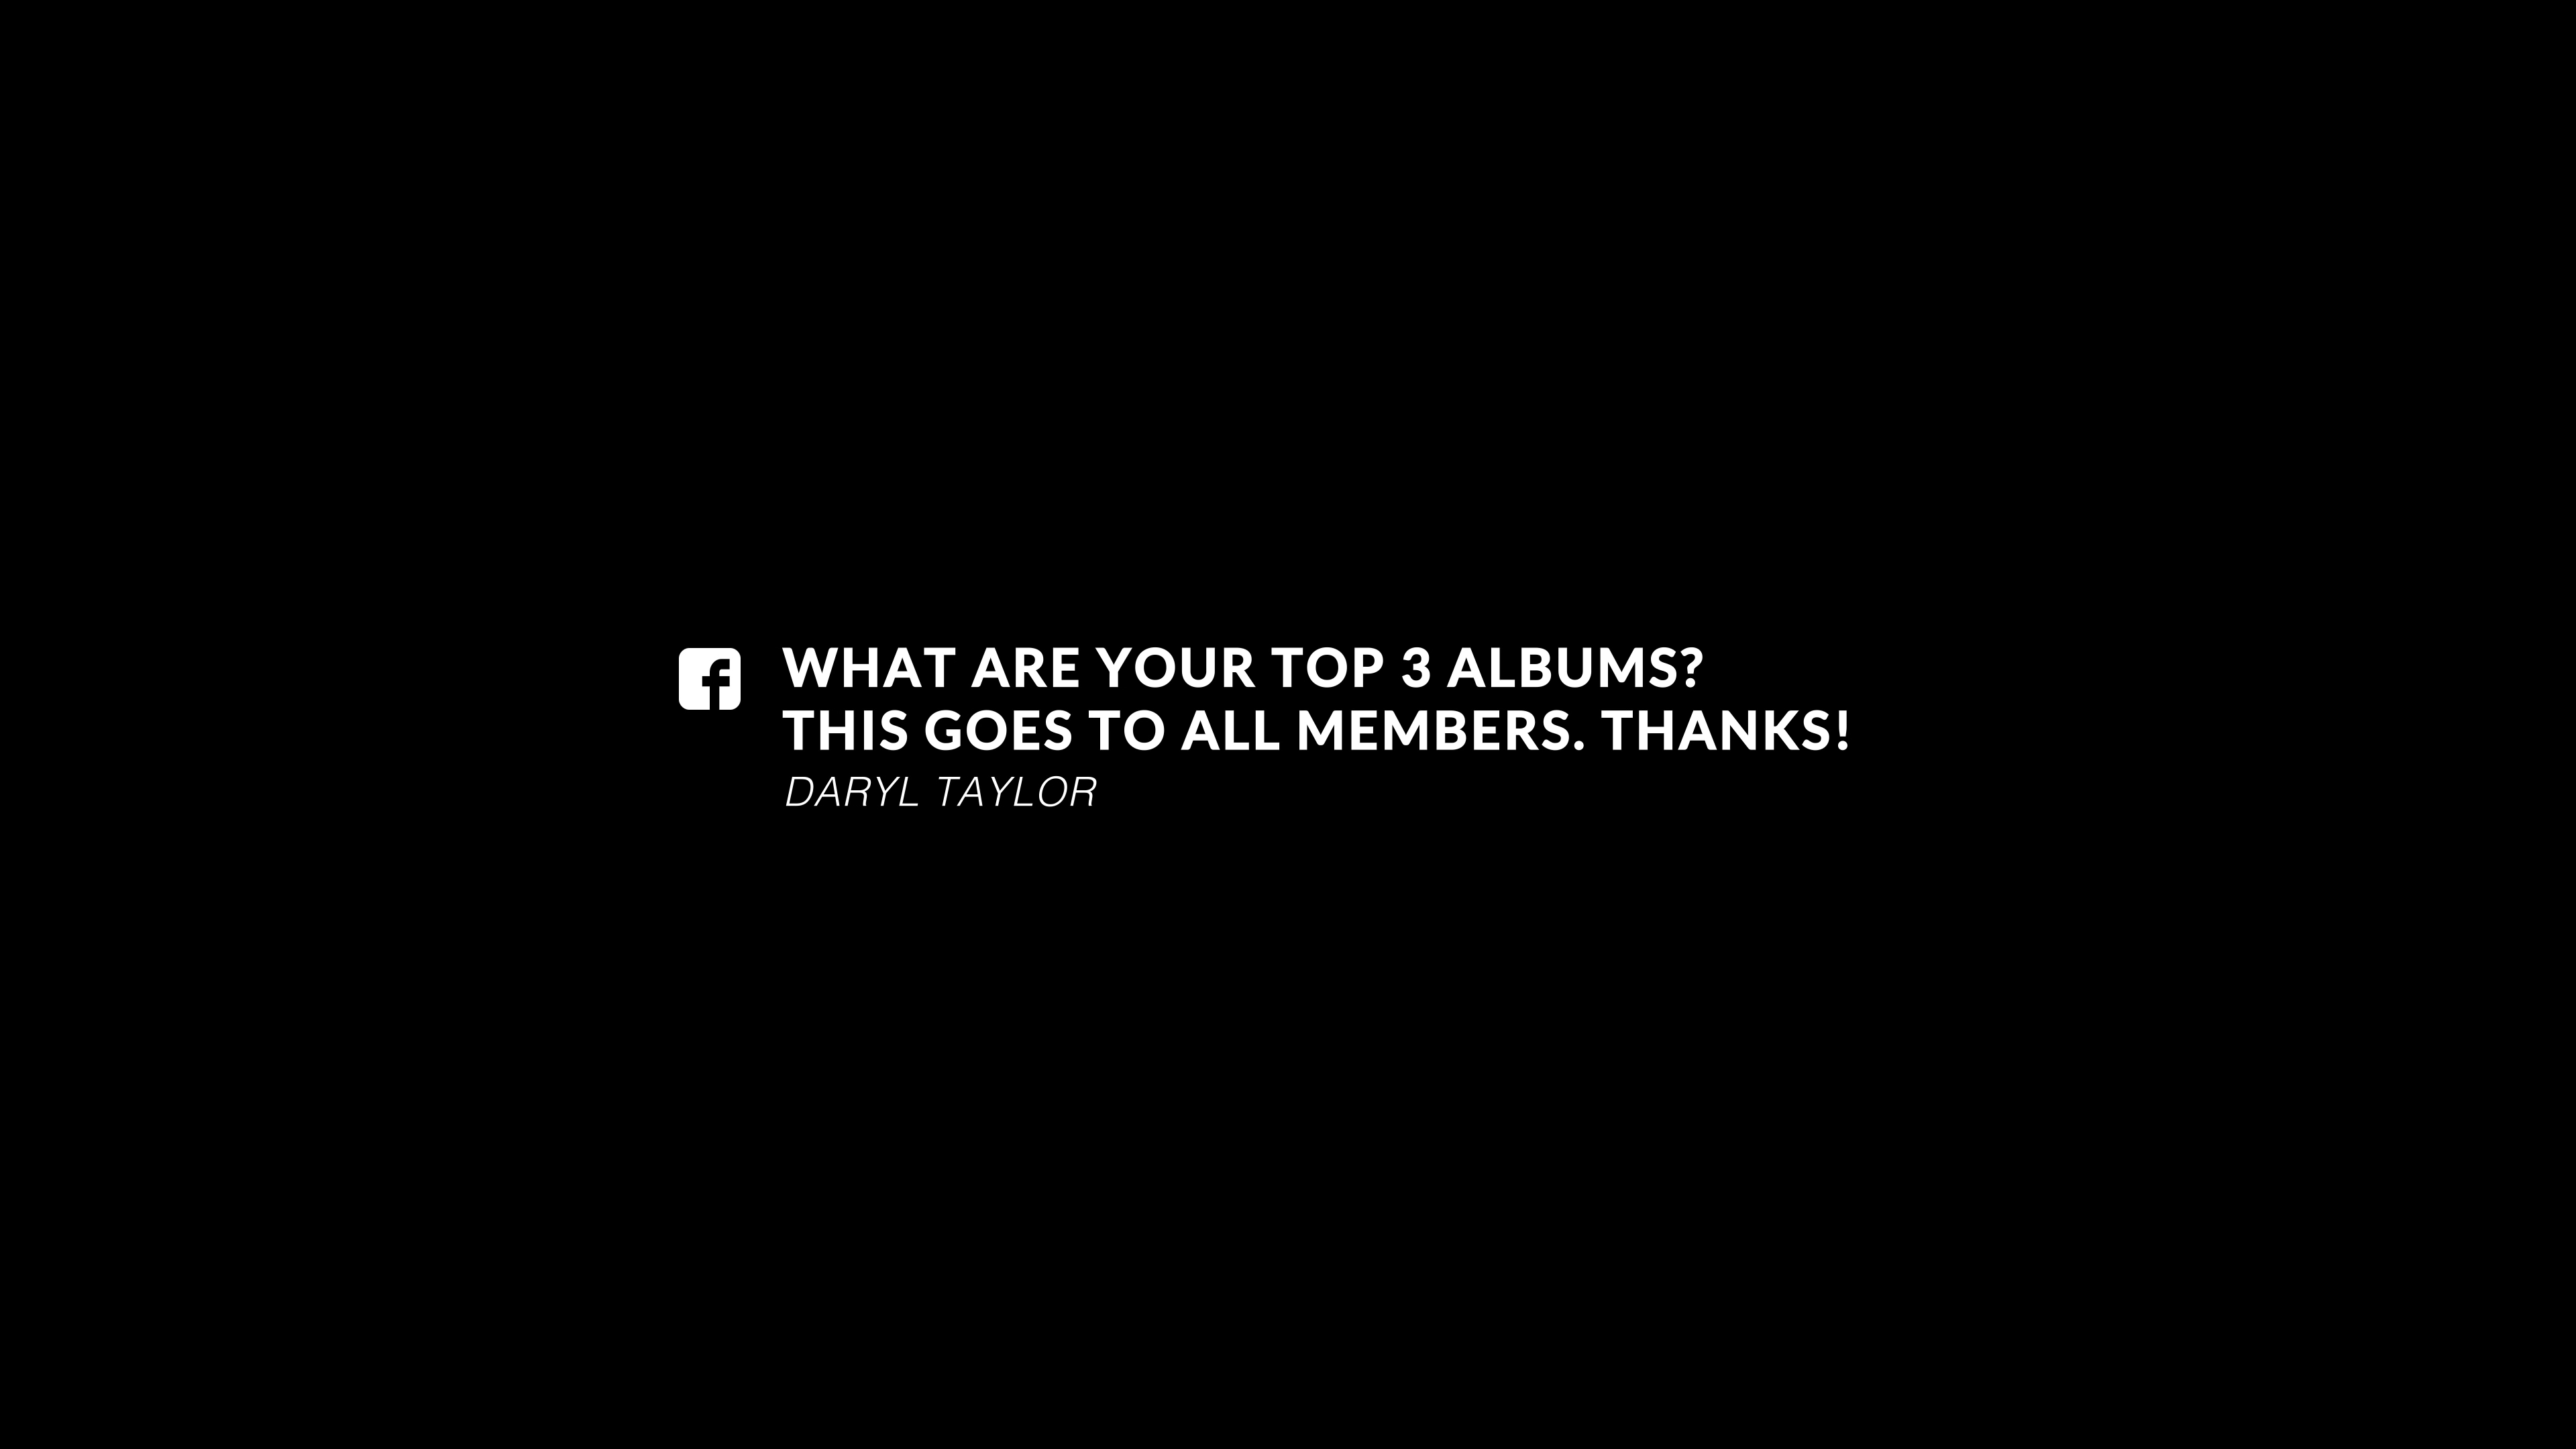 WHAT ARE YOUR TOP 3 ALBUMS?
THIS GOES TO ALL MEMBERS. THANKS!
DARYL TAYLOR